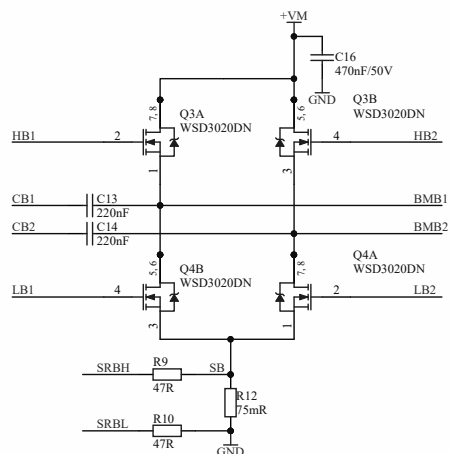 +VM
C16
470nF/50V
GND
Q3A
WSD3020DN
7, 8
5, 6
Q3B
WSD3020DN
HB1
2
4
HB2
1
3
CB1
C13
220nF
BMB1
CB2
C14
220nF
BMB2
Q4B
WSD3020DN
5, 6
7, 8
Q4A
WSD3020DN
LB1
4
2
LB2
3
1
SRBH
R9
47R
SB
R12
75mR
SRBL
R10
47R
GND